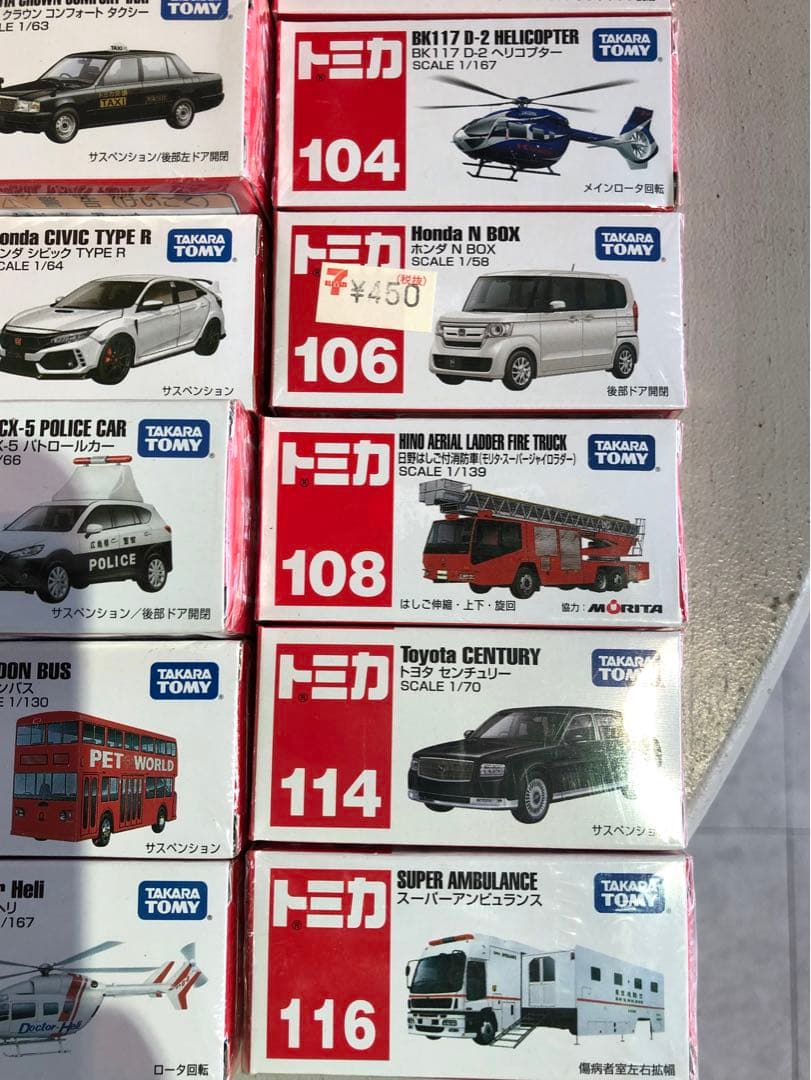 クラウン コンフォート タクシー
1/63
TAXI
TAXI
サスペンション/後部左ドア開閉
CIVIC TYPE R
シビック TYPE R
1/64
TAKARA
TOMY
サスペンション
CX-5 POLICE CAR
パトロールカー
TAKARA
TOMY
POLICE
サスペンション/後部ドア開閉
BUS
1/130
TAKARA
TOMY
PET WORLD
サスペンション
Heli
1/167
TAKARA
TOMY
Doctor-Heli
ロータ回転
トミカ
104
BK117 D-2 HELICOPTER
BK117 D-2 ヘリコプター
SCALE 1/167
TAKARA
TOMY
メインロータ回転
トミカ
106
(税抜)
¥450
Honda N BOX
ホンダ N BOX
SCALE 1/58
TAKARA
TOMY
後部ドア開閉
トミカ
108
HINO AERIAL LADDER FIRE TRUCK
日野はしご付消防車(モリタ・スーパージャイロラダー)
SCALE 1/139
TAKARA
TOMY
はしご伸縮・上下・旋回
協力:MORITA
トミカ
114
Toyota CENTURY
トヨタ センチュリー
SCALE 1/70
TAKARA
TOMY
サスペンション
トミカ
116
SUPER AMBULANCE
スーパーアンビュランス
TAKARA
TOMY
傷病者室左右拡幅